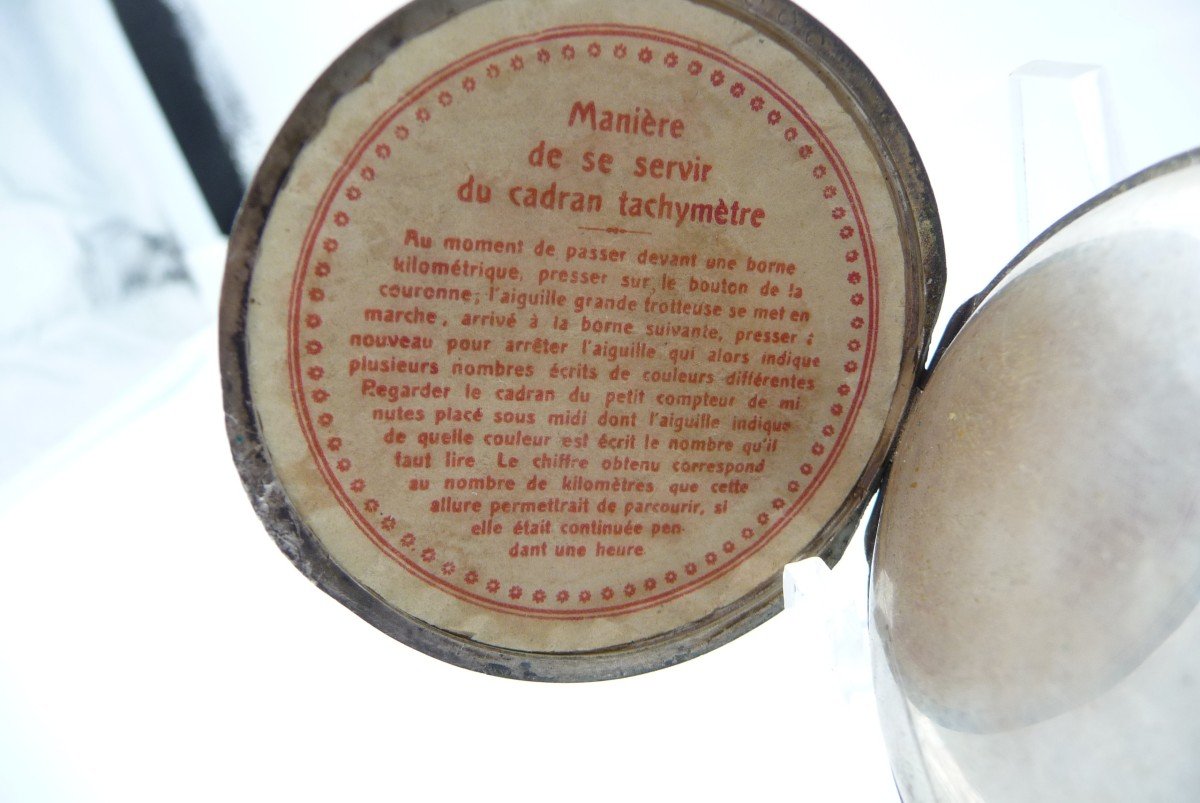 Manière
de se servir
du cadran tachymètre
Au moment de passer devant une borne
kilométrique, presser sur le bouton de la
couronne; l'aiguille grande trotteuse se met en
marche, arrivé à la borne suivante, presser :
nouveau pour arrêter l'aiguille qui alors indique
plusieurs nombres écrits de couleurs différentes
Regarder le cadran du petit compteur de mi
nutes placé sous midi dont l'aiguille indique
de quelle couleur est écrit le nombre qu'il
faut lire. Le chiffre obtenu correspond
au nombre de kilomètres que cette
allure permettrait de parcourir, si
elle était continuée pen-
dant une heure